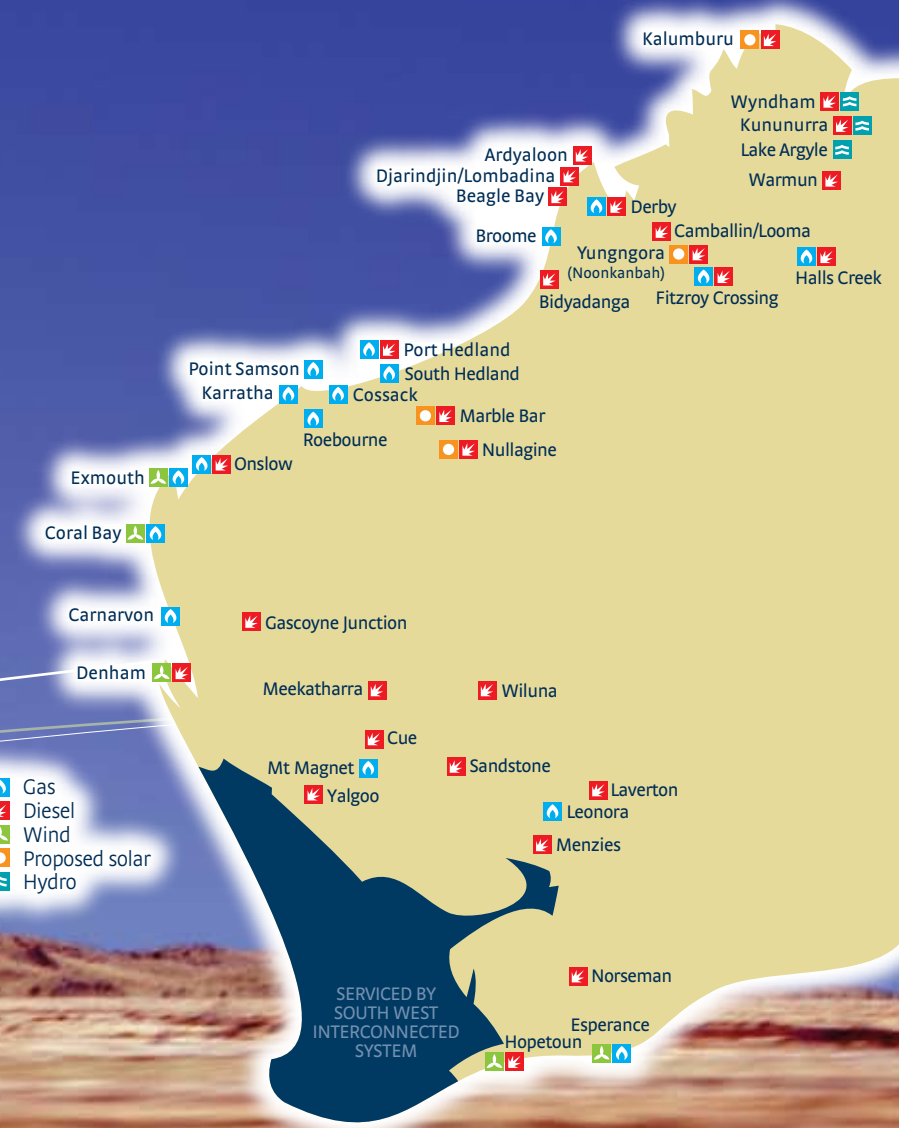 Kalumburu
Wyndham
Kununurra
Lake Argyle
Warmun
Ardyaloon
Djarindjin/Lombadina
Beagle Bay
Derby
Broome
Camballin/Looma
Yungngora
(Noonkanbah)
Halls Creek
Fitzroy Crossing
Bidyadanga
Port Hedland
South Hedland
Point Samson
Karratha
Cossack
Roebourne
Marble Bar
Nullagine
Onslow
Exmouth
Coral Bay
Carnarvon
Gascoyne Junction
Denham
Meekatharra
Wiluna
Cue
Mt Magnet
Sandstone
Yalgoo
Laverton
Leonora
Menzies
Gas
Diesel
Wind
Proposed solar
Hydro
Norseman
SERVICED BY
SOUTH WEST
INTERCONNECTED
SYSTEM
Esperance
Hopetoun